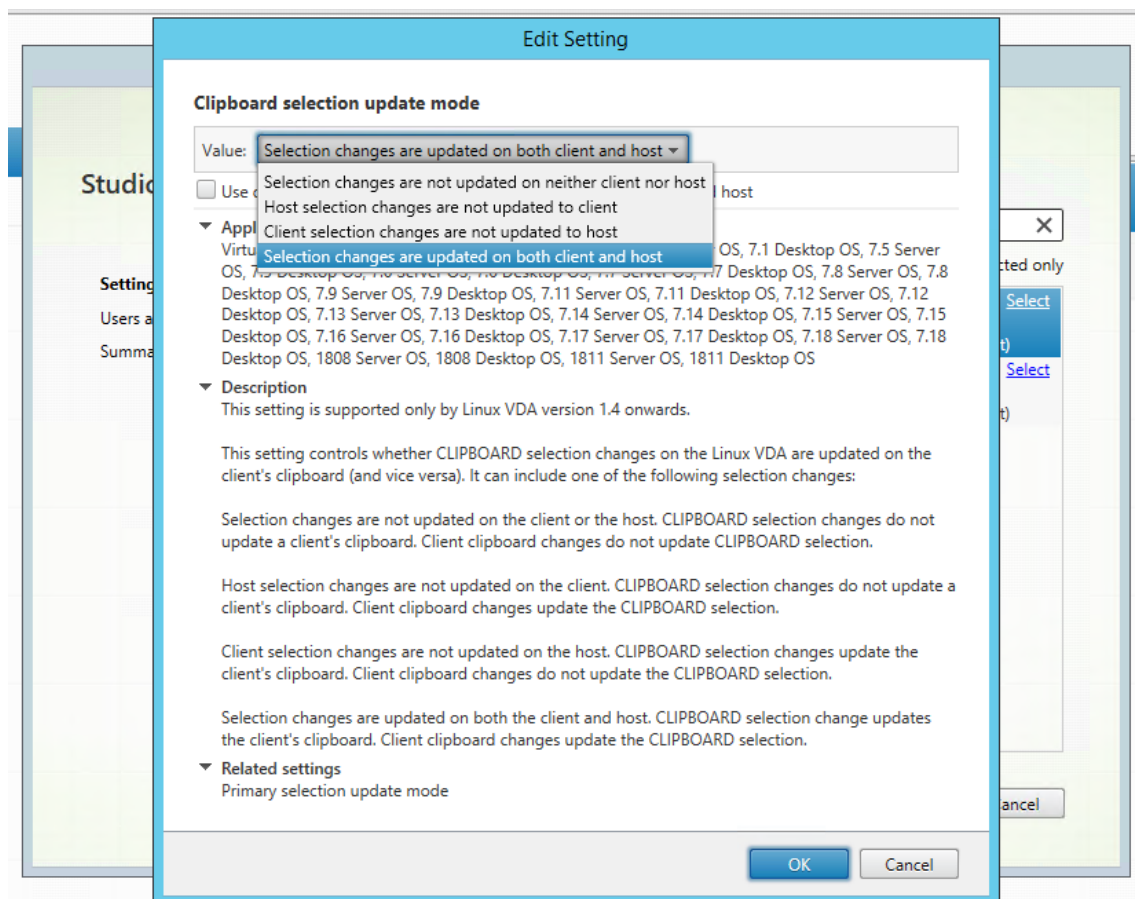 Edit Setting
Clipboard selection update mode
Value: Selection changes are updated on both client and host
Selection changes are not updated on neither client nor host
Use host
Host selection changes are not updated to client
Client selection changes are not updated to host
Selection changes are updated on both client and host
OS, 7.1 Desktop OS, 7.5 Server
7 Desktop OS, 7.8 Server OS, 7.8
Desktop OS, 7.9 Server OS, 7.9 Desktop OS, 7.11 Server OS, 7.11 Desktop OS, 7.12 Server OS, 7.12
Desktop OS, 7.13 Server OS, 7.13 Desktop OS, 7.14 Server OS, 7.14 Desktop OS, 7.15 Server OS, 7.15
Desktop OS, 7.16 Server OS, 7.16 Desktop OS, 7.17 Server OS, 7.17 Desktop OS, 7.18 Server OS, 7.18
Desktop OS, 1808 Server OS, 1808 Desktop OS, 1811 Server OS, 1811 Desktop OS
Description
This setting is supported only by Linux VDA version 1.4 onwards.
This setting controls whether CLIPBOARD selection changes on the Linux VDA are updated on the
client's clipboard (and vice versa). It can include one of the following selection changes:
Selection changes are not updated on the client or the host. CLIPBOARD selection changes do not
update a client's clipboard. Client clipboard changes do not update CLIPBOARD selection.
Host selection changes are not updated on the client. CLIPBOARD selection changes do not update a
client's clipboard. Client clipboard changes update the CLIPBOARD selection.
Client selection changes are not updated on the host. CLIPBOARD selection changes update the
client's clipboard. Client clipboard changes do not update the CLIPBOARD selection.
Selection changes are updated on both the client and host. CLIPBOARD selection change updates
the client's clipboard. Client clipboard changes update the CLIPBOARD selection.
Related settings
Primary selection update mode
OK
Cancel
Studio
Setting
Users a
Summa
cted only
Select
t)
Select
t)
ancel